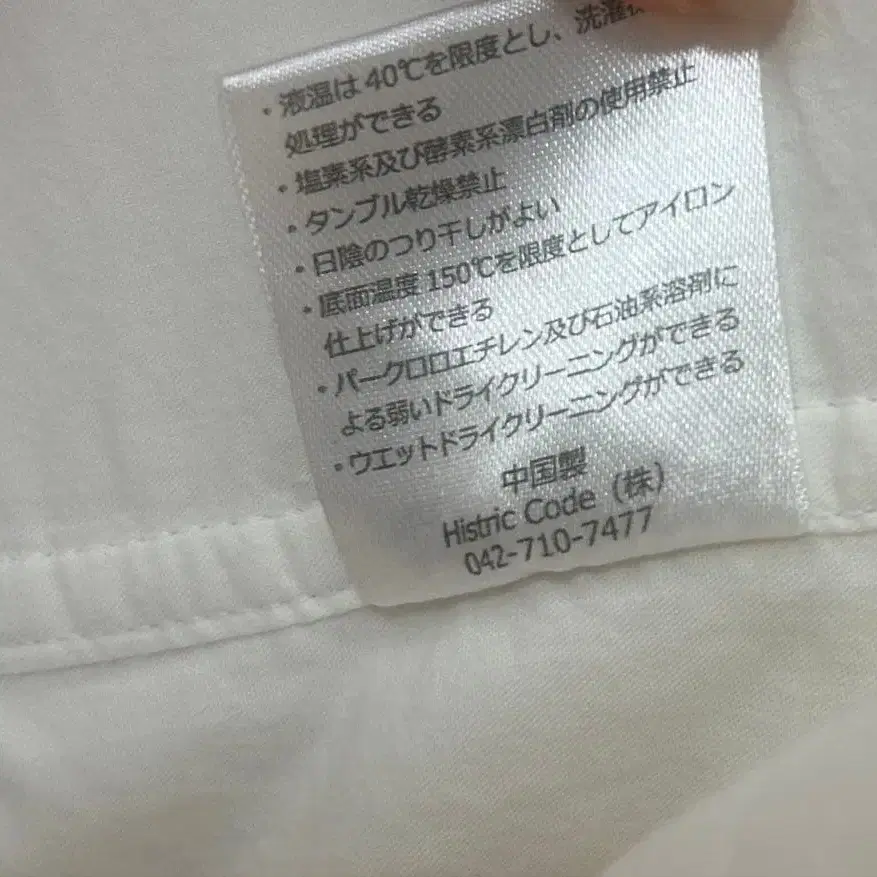 ・液温は40℃を限度とし、洗濯
処理ができる
・塩素系及び酵素系漂白剤の使用禁止
・タンブル乾燥禁止
・日陰のつり干しがよい
・底面温度150℃を限度としてアイロン
仕上げができる
・パークロロエチレン及び石油系溶剤に
よる弱いドライクリーニングができる
・ウエットドライクリーニングができる
中国製
Histric Code（株）
042-710-7477